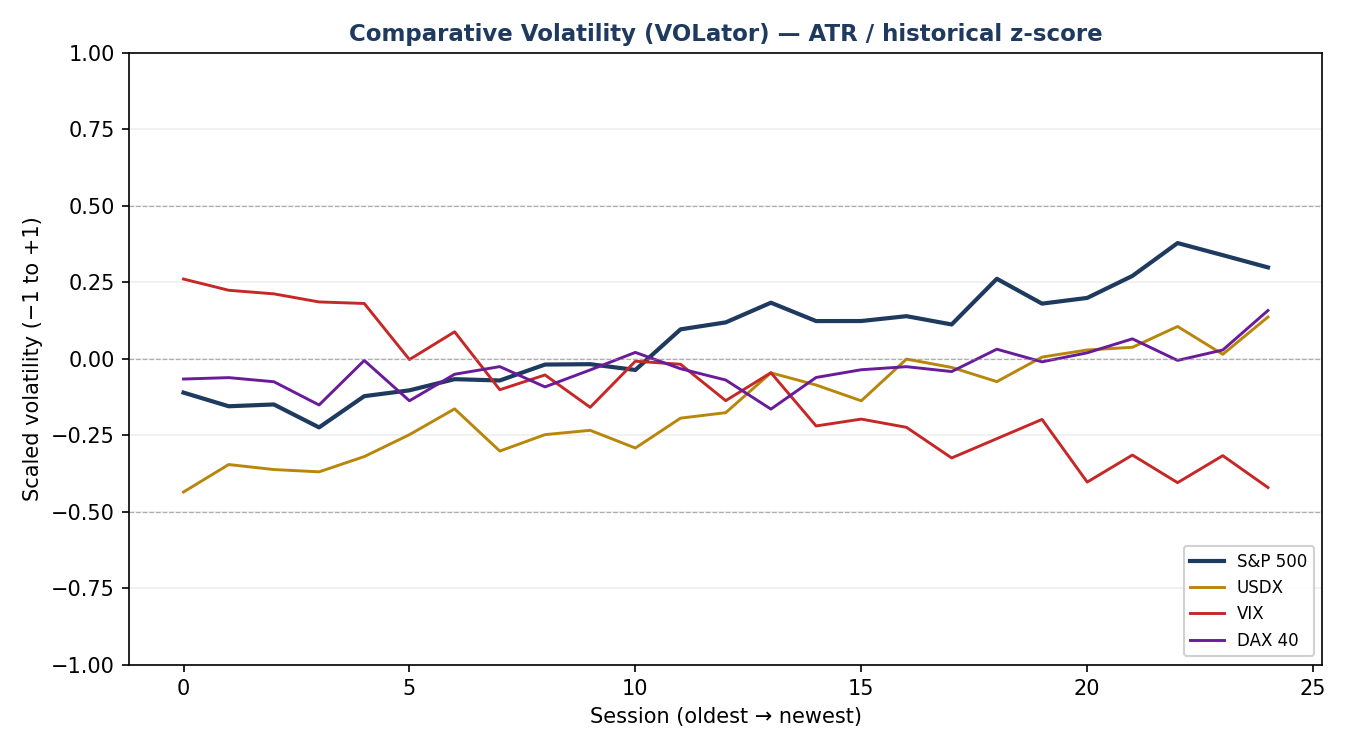 Comparative Volatility (VOLator) — ATR / historical z-score
Scaled volatility (−1 to +1)
1.00
0.75
0.50
0.25
0.00
−0.25
−0.50
−0.75
−1.00
S&P 500
USDX
VIX
DAX 40
0 5 10 15 20 25
Session (oldest → newest)